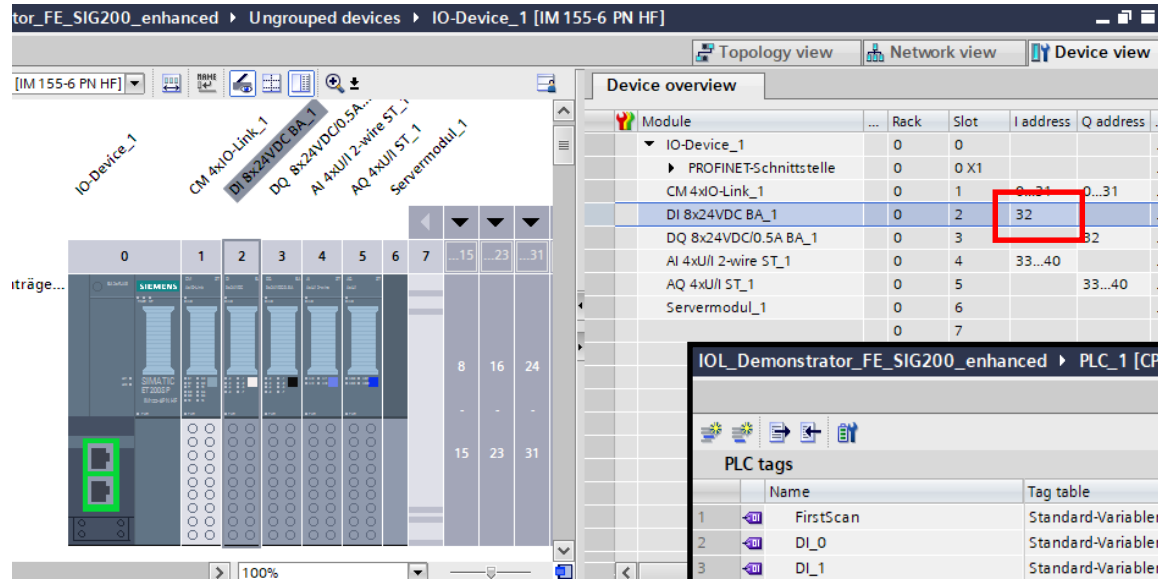 tor_FE_SIG200_enhanced ▸ Ungrouped devices ▸ IO-Device_1 [IM 155-6 PN HF]
Topology view Network view Device view
[IM 155-6 PN HF]
Device overview
IO-Device_1
CM 4xIO-Link_1
DI 8x24VDC BA_1
DQ 8x24VDC/0.5A...
AI 4xU/I 2-wire ST_1
AQ 4xU/I ST_1
Servermodul_1
0 1 2 3 4 5 6 7 ...15 ...23 ...31
SIEMENS
SIMATIC
ET 200SP
8 16 24
- - -
15 23 31
iträge...
100%
Module ... Rack Slot I address Q address
IO-Device_1 0 0
PROFINET-Schnittstelle 0 0 X1
CM 4xIO-Link_1 0 1 0...31 0...31
DI 8x24VDC BA_1 0 2 32
DQ 8x24VDC/0.5A BA_1 0 3 32
AI 4xU/I 2-wire ST_1 0 4 33...40
AQ 4xU/I ST_1 0 5 33...40
Servermodul_1 0 6
0 7
IOL_Demonstrator_FE_SIG200_enhanced ▸ PLC_1 [CP
PLC tags
Name Tag table
1 FirstScan Standard-Variabler
2 DI_0 Standard-Variabler
3 DI_1 Standard-Variabler